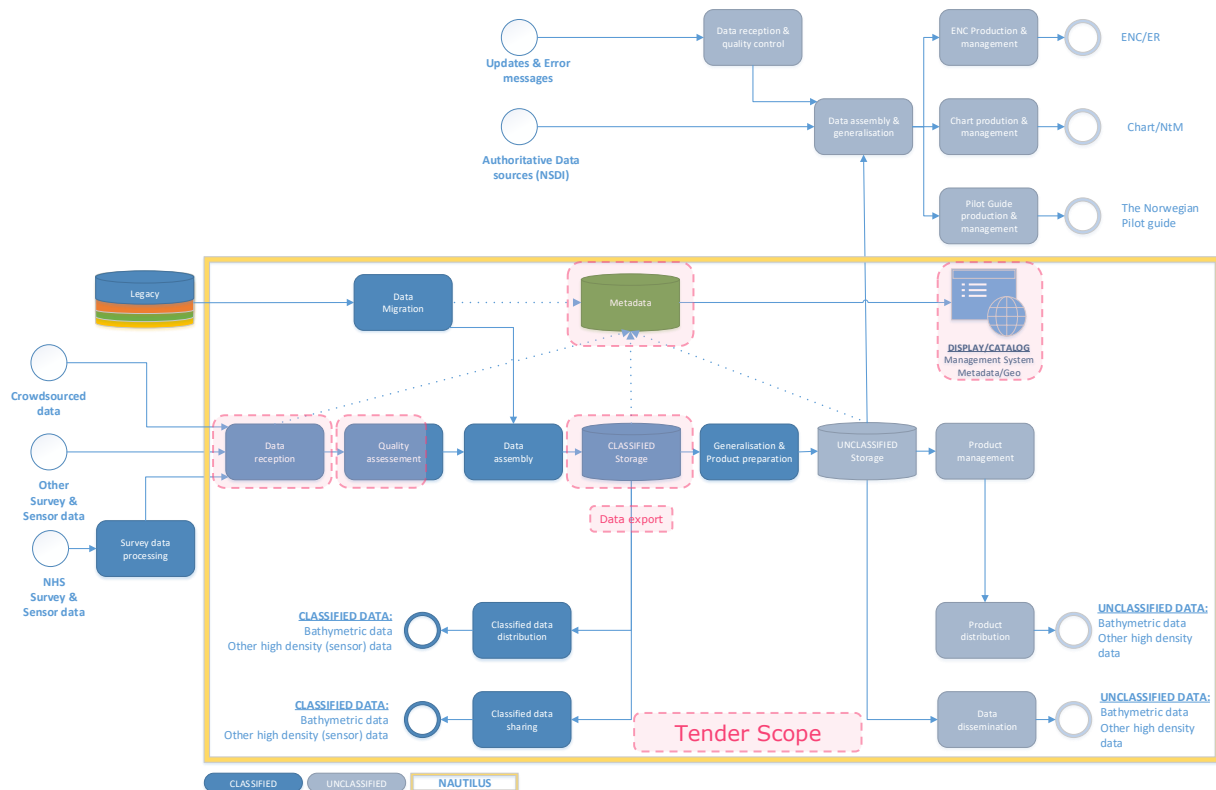 Data reception &
quality control
ENC Production &
management
ENC/ER
Updates & Error
messages
Data assembly &
generalisation
Chart prodution &
management
Chart/NtM
Authoritative Data
sources (NSDI)
Pilot Guide
production &
management
The Norwegian
Pilot guide
Legacy
Data
Migration
Metadata
DISPLAY/CATALOG
Management System
Metadata/Geo
Crowdsourced
data
Data
reception
Quality
assessement
Data
assembly
CLASSIFIED
Storage
Generalisation &
Product preparation
UNCLASSIFIED
Storage
Product
management
Other
Survey &
Sensor data
Data export
Survey data
processing
NHS
Survey &
Sensor data
CLASSIFIED DATA:
Bathymetric data
Other high density (sensor) data
Classified data
distribution
Product
distribution
UNCLASSIFIED DATA:
Bathymetric data
Other high density
data
CLASSIFIED DATA:
Bathymetric data
Other high density (sensor) data
Classified data
sharing
Tender Scope
Data
dissemination
UNCLASSIFIED DATA:
Bathymetric data
Other high density
data
CLASSIFIED
UNCLASSIFIED
NAUTILUS